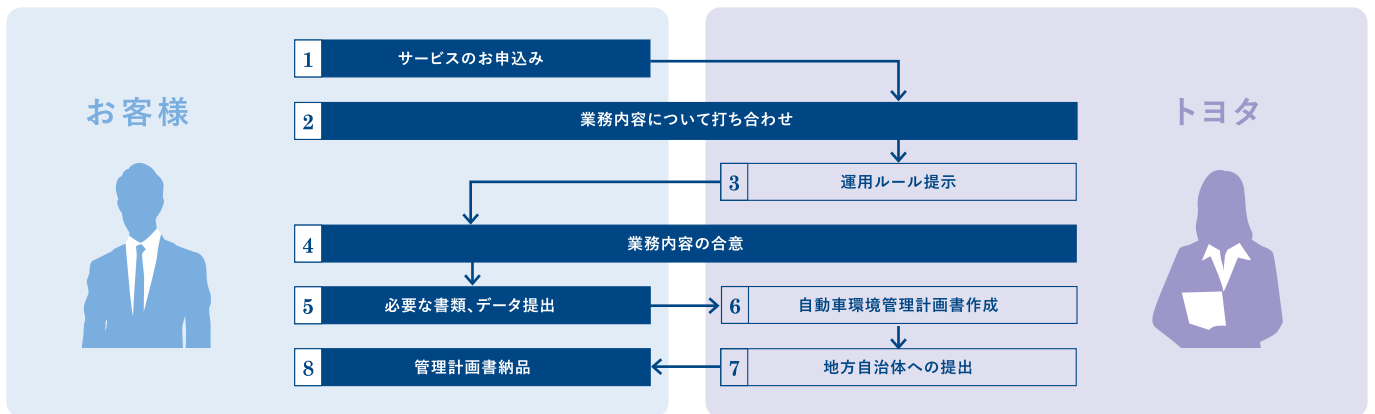 お客様
トヨタ
1 サービスのお申込み
2 業務内容について打ち合わせ
3 運用ルール提示
4 業務内容の合意
5 必要な書類、データ提出
6 自動車環境管理計画書作成
7 地方自治体への提出
8 管理計画書納品